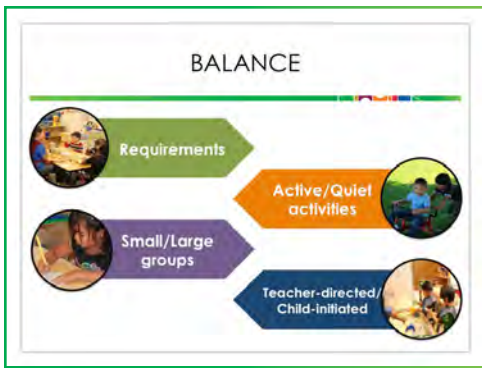 BALANCE
Requirements
Active/Quiet
activities
Small/Large
groups
Teacher-directed/
Child-initiated